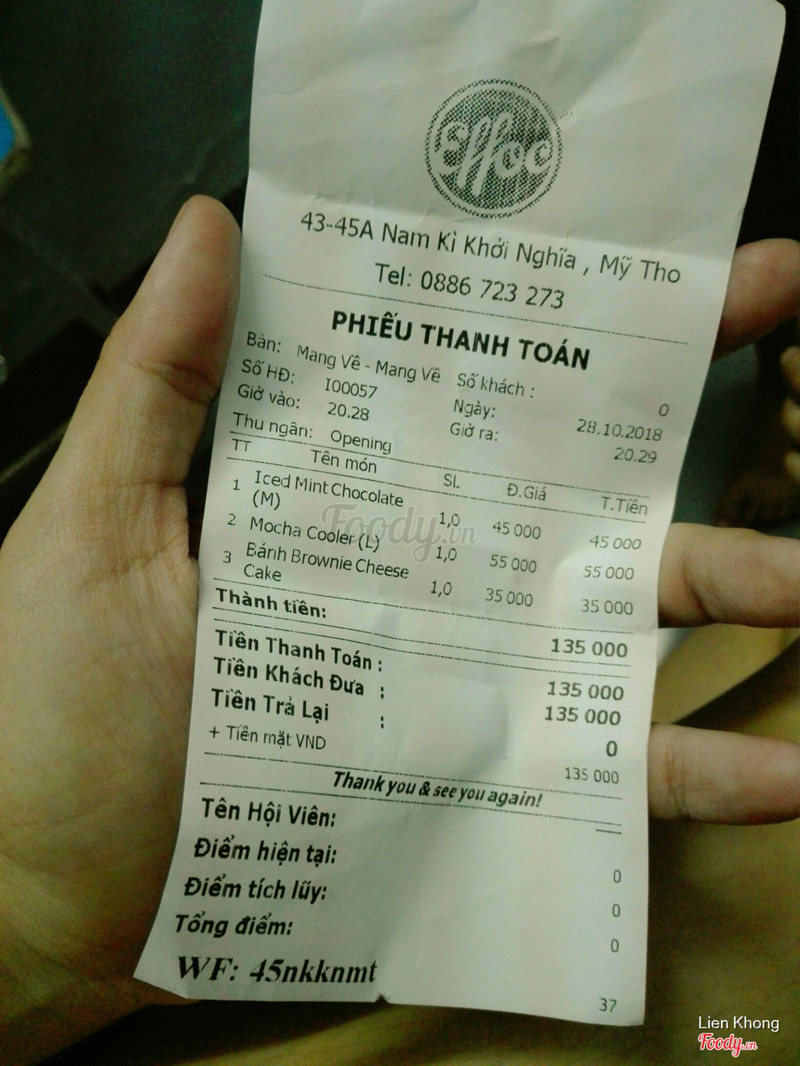 Effoc
43-45A Nam Kì Khởi Nghĩa , Mỹ Tho
Tel: 0886 723 273
PHIẾU THANH TOÁN
Bàn: Mang Về - Mang Về Số khách : 0
Số HĐ: I00057 Ngày: 28.10.2018
Giờ vào: 20.28 Giờ ra: 20.29
Thu ngân: Opening
TT Tên món SL Đ.Giá T.Tiền
1 Iced Mint Chocolate (M) 1,0 45 000 45 000
2 Mocha Cooler (L) 1,0 55 000 55 000
3 Bánh Brownie Cheese Cake 1,0 35 000 35 000
Thành tiền: 135 000
Tiền Thanh Toán : 135 000
Tiền Khách Đưa : 135 000
Tiền Trả Lại : 0
+ Tiền mặt VND 135 000
Thank you & see you again!
Tên Hội Viên:
Điểm hiện tại: 0
Điểm tích lũy: 0
Tổng điểm: 0
WF: 45nkknmt
37
Foody.vn
Lien Khong
Foody.vn